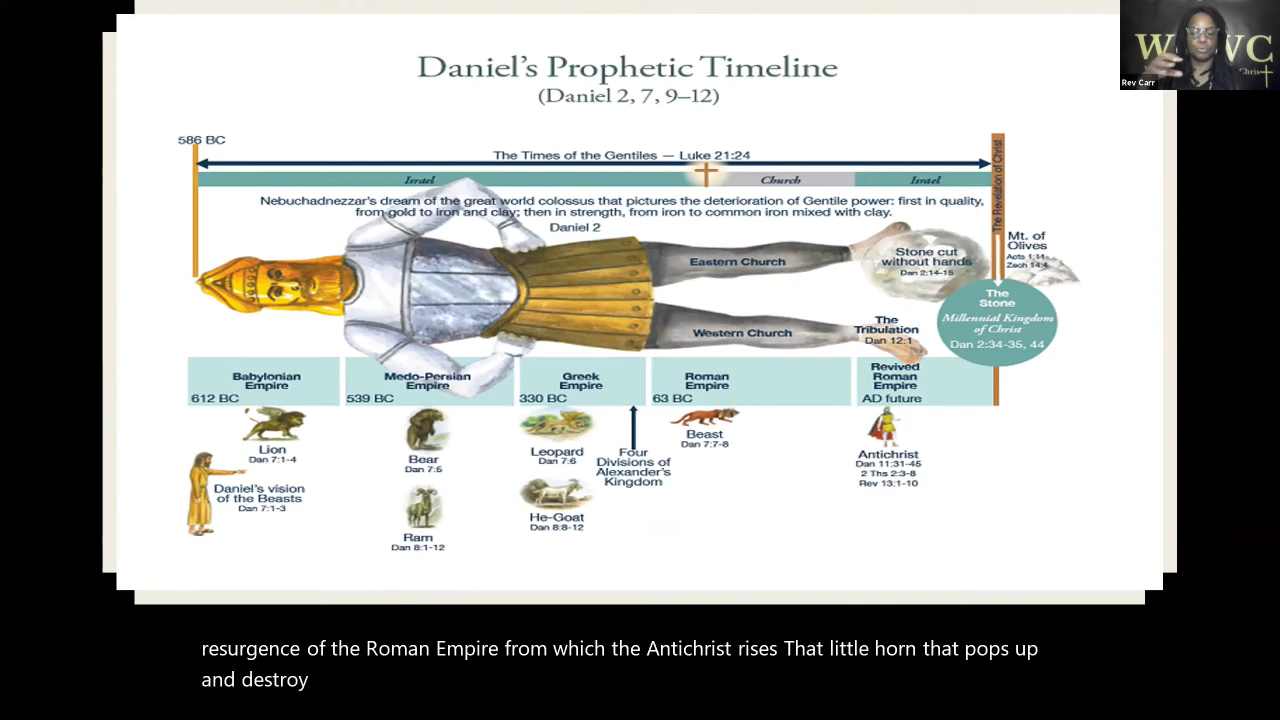 Daniel's Prophetic Timeline
(Daniel 2, 7, 9–12)
W
WC
Christ
Rev Carr
586 BC
The Times of the Gentiles — Luke 21:24
Israel
Church
Israel
The Revelation of Christ
Nebuchadnezzar's dream of the great world colossus that pictures the deterioration of Gentile power: first in quality,
from gold to iron and clay; then in strength, from iron to common iron mixed with clay.
Daniel 2
Eastern Church
Western Church
Stone cut
without hands
Dan 2:14-15
Mt. of
Olives
Acts 1:11
Zech 14:4
The
Tribulation
Dan 12:1
The
Stone
Millennial Kingdom
of Christ
Dan 2:34-35, 44
Babylonian
Empire
612 BC
Medo-Persian
Empire
539 BC
Greek
Empire
330 BC
Roman
Empire
63 BC
Revived
Roman
Empire
AD future
Lion
Dan 7:1-4
Daniel's vision
of the Beasts
Dan 7:1-3
Bear
Dan 7:5
Ram
Dan 8:1-12
Leopard
Dan 7:6
He-Goat
Dan 8:8-12
Four
Divisions of
Alexander's
Kingdom
Beast
Dan 7:7-8
Antichrist
Dan 11:31-45
2 Ths 2:3-8
Rev 13:1-10
resurgence of the Roman Empire from which the Antichrist rises That little horn that pops up
and destroy